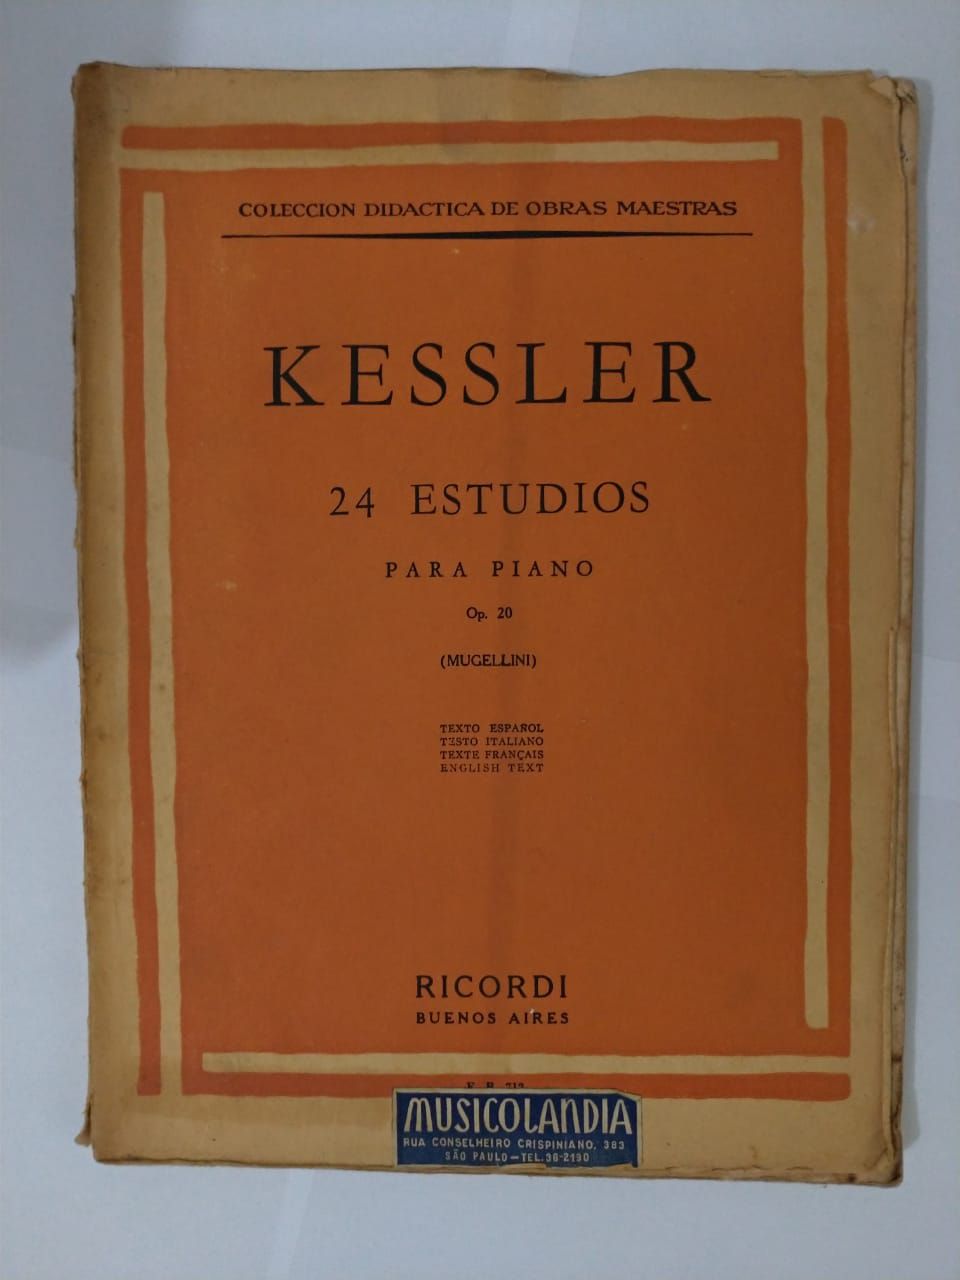 COLECCION DIDACTICA DE OBRAS MAESTRAS
KESSLER
24 ESTUDIOS
PARA PIANO
Op. 20
(MUGELLINI)
TEXTO ESPAÑOL
TESTO ITALIANO
TEXTE FRANÇAIS
ENGLISH TEXT
RICORDI
BUENOS AIRES
MUSICOLANDIA
RUA CONSELHEIRO CRISPINIANO, 383
SÃO PAULO - TEL. 36-2190